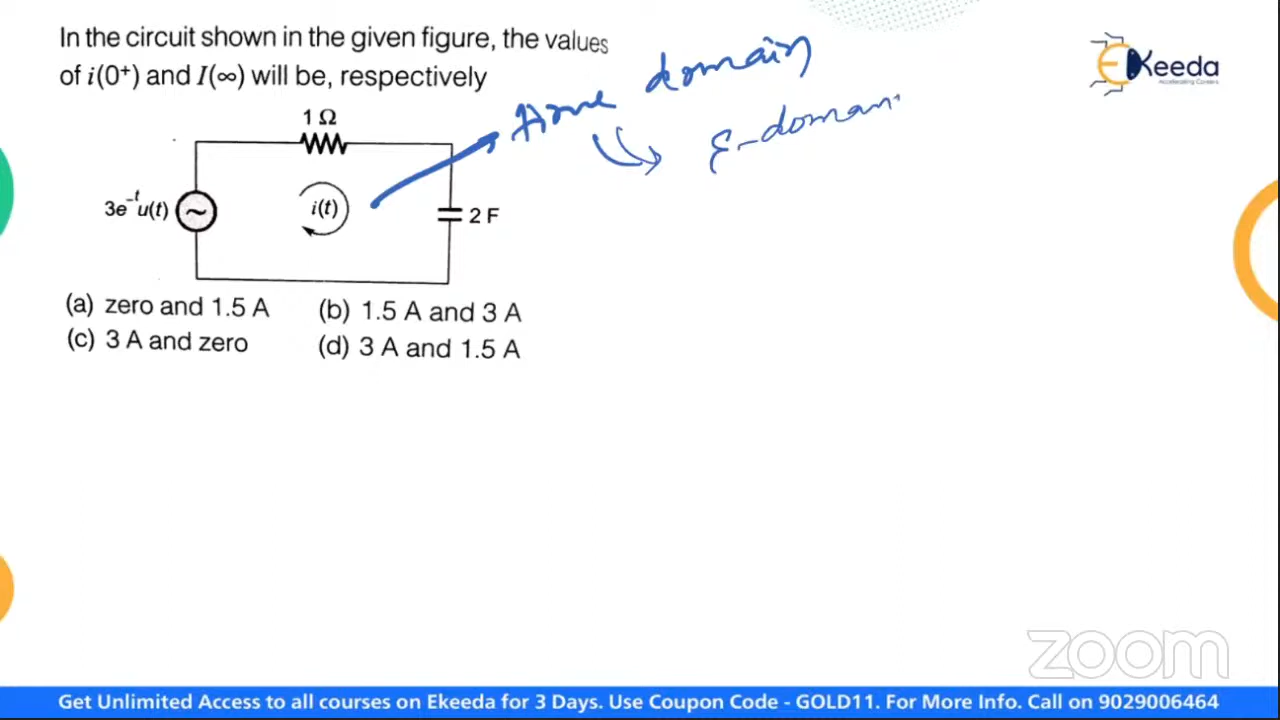 In the circuit shown in the given figure, the values
of i(0⁺) and I(∞) will be, respectively
1 Ω
3e⁻ᵗu(t)
i(t)
2 F
(a) zero and 1.5 A (b) 1.5 A and 3 A
(c) 3 A and zero (d) 3 A and 1.5 A
domain
domain
EKeeda
Accelerating Careers
zoom
Get Unlimited Access to all courses on Ekeeda for 3 Days. Use Coupon Code - GOLD11. For More Info. Call on 9029006464